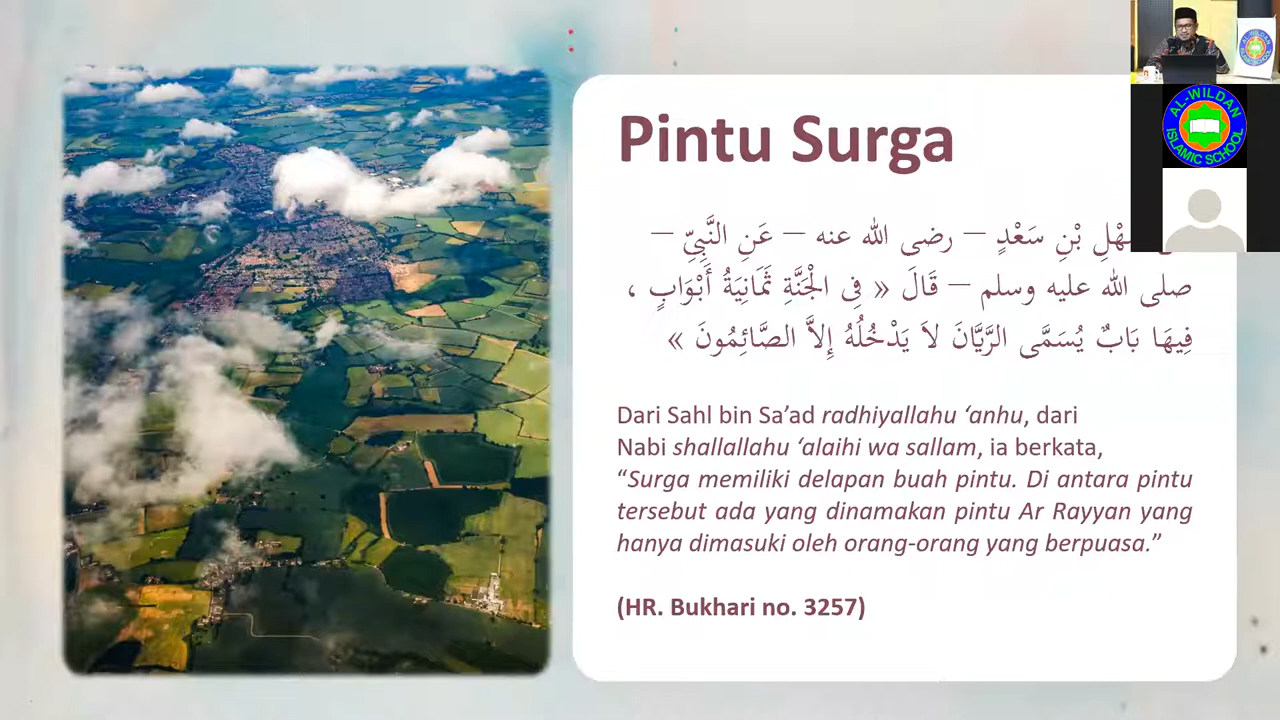 Pintu Surga
سَهْلِ بْنِ سَعْدٍ – رضى الله عنه – عَنِ النَّبِىِّ –
صلى الله عليه وسلم – قَالَ « فِى الْجَنَّةِ ثَمَانِيَةُ أَبْوَابٍ ،
فِيهَا بَابٌ يُسَمَّى الرَّيَّانَ لاَ يَدْخُلُهُ إِلاَّ الصَّائِمُونَ »
Dari Sahl bin Sa’ad radhiyallahu ‘anhu, dari
Nabi shallallahu ‘alaihi wa sallam, ia berkata,
“Surga memiliki delapan buah pintu. Di antara pintu
tersebut ada yang dinamakan pintu Ar Rayyan yang
hanya dimasuki oleh orang-orang yang berpuasa.”
(HR. Bukhari no. 3257)
AL-WILDAN
ISLAMIC SCHOOL